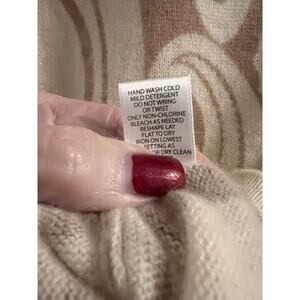 HAND WASH COLD
MILD DETERGENT
DO NOT WRING
OR TWIST
ONLY NON-CHLORINE
BLEACH AS NEEDED
RESHAPE LAY
FLAT TO DRY
IRON ON LOWEST
SETTING AS
OR DRY CLEAN